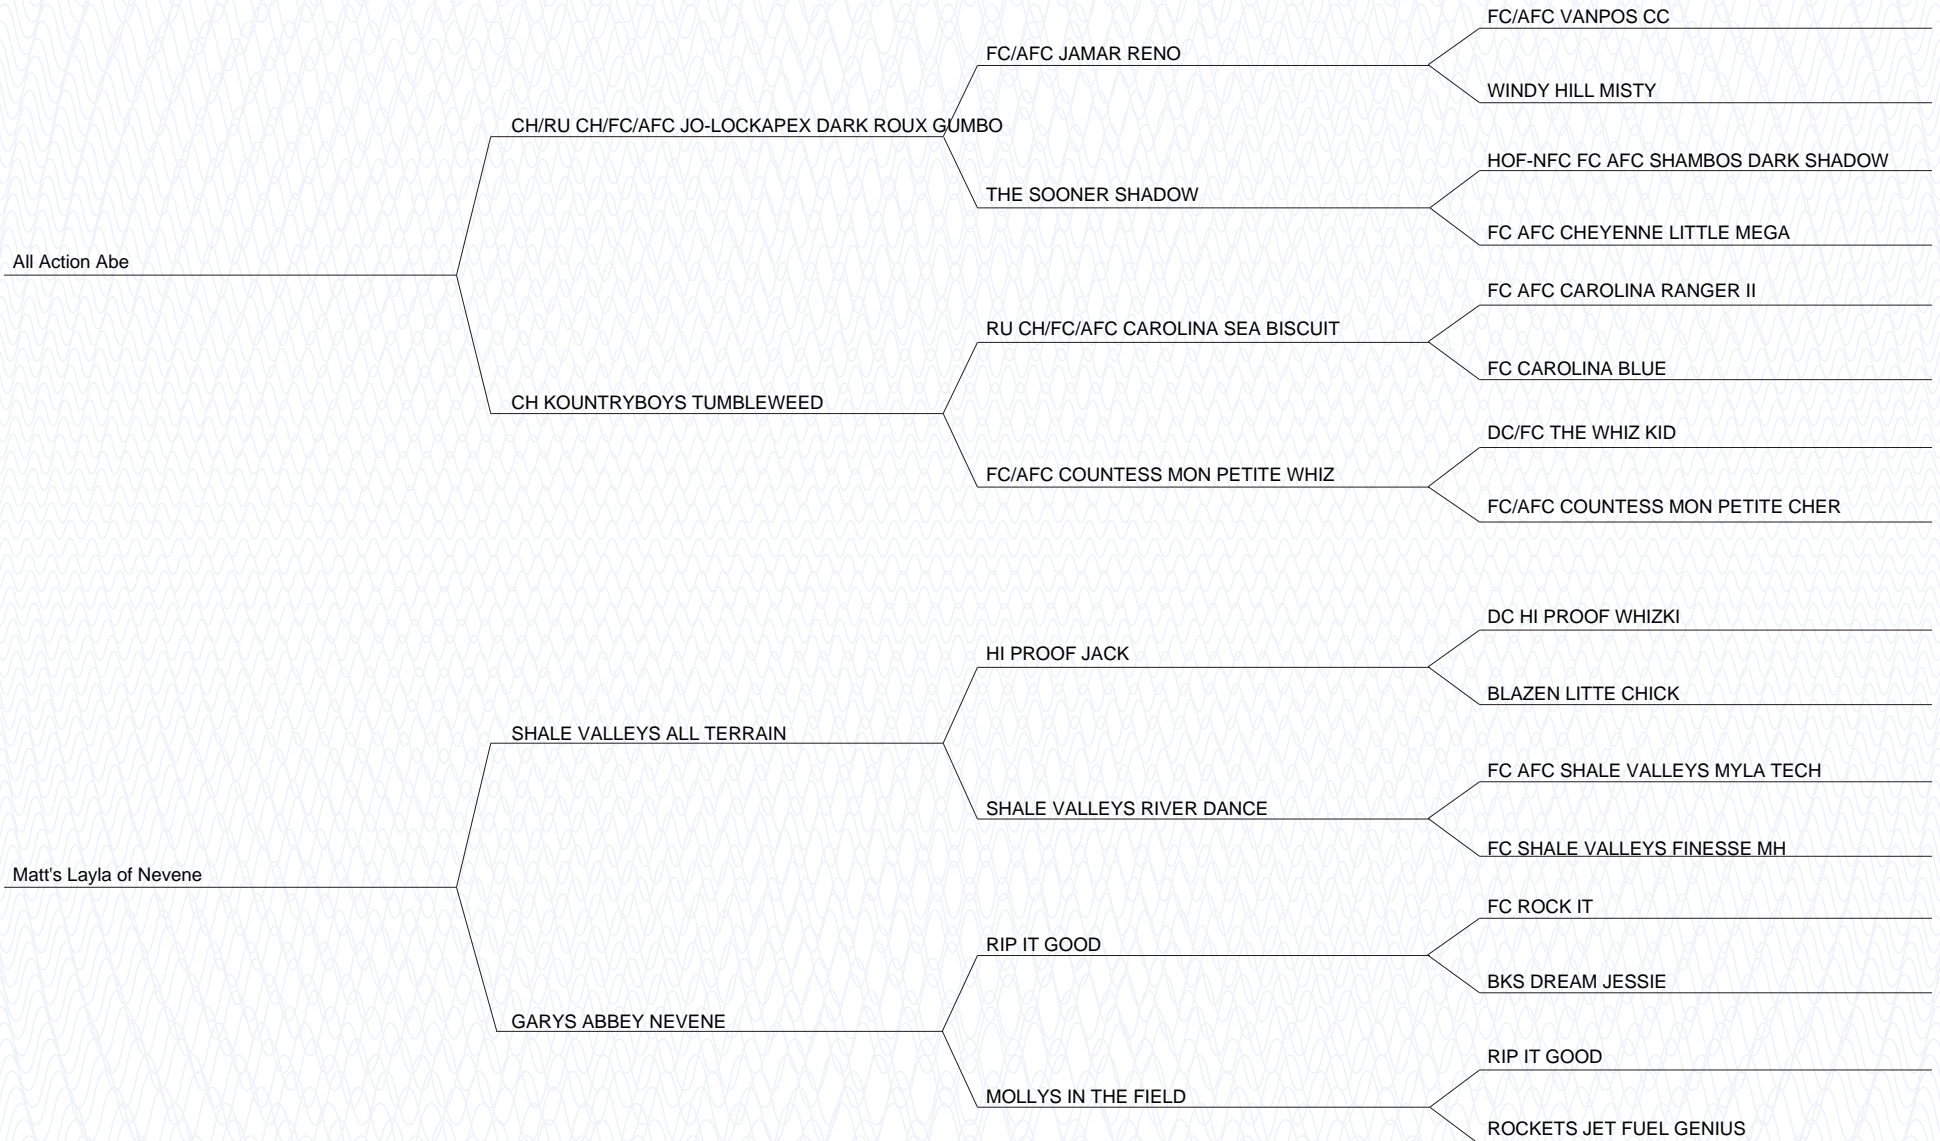 FC/AFC VANPOS CC
FC/AFC JAMAR RENO
WINDY HILL MISTY
CH/RU CH/FC/AFC JO-LOCKAPEX DARK ROUX GUMBO
HOF-NFC FC AFC SHAMBOS DARK SHADOW
THE SOONER SHADOW
FC AFC CHEYENNE LITTLE MEGA
All Action Abe
FC AFC CAROLINA RANGER II
RU CH/FC/AFC CAROLINA SEA BISCUIT
FC CAROLINA BLUE
CH KOUNTRYBOYS TUMBLEWEED
DC/FC THE WHIZ KID
FC/AFC COUNTESS MON PETITE WHIZ
FC/AFC COUNTESS MON PETITE CHER
DC HI PROOF WHIZKI
HI PROOF JACK
BLAZEN LITTE CHICK
SHALE VALLEYS ALL TERRAIN
FC AFC SHALE VALLEYS MYLA TECH
SHALE VALLEYS RIVER DANCE
FC SHALE VALLEYS FINESSE MH
Matt's Layla of Nevene
FC ROCK IT
RIP IT GOOD
BKS DREAM JESSIE
GARYS ABBEY NEVENE
RIP IT GOOD
MOLLYS IN THE FIELD
ROCKETS JET FUEL GENIUS